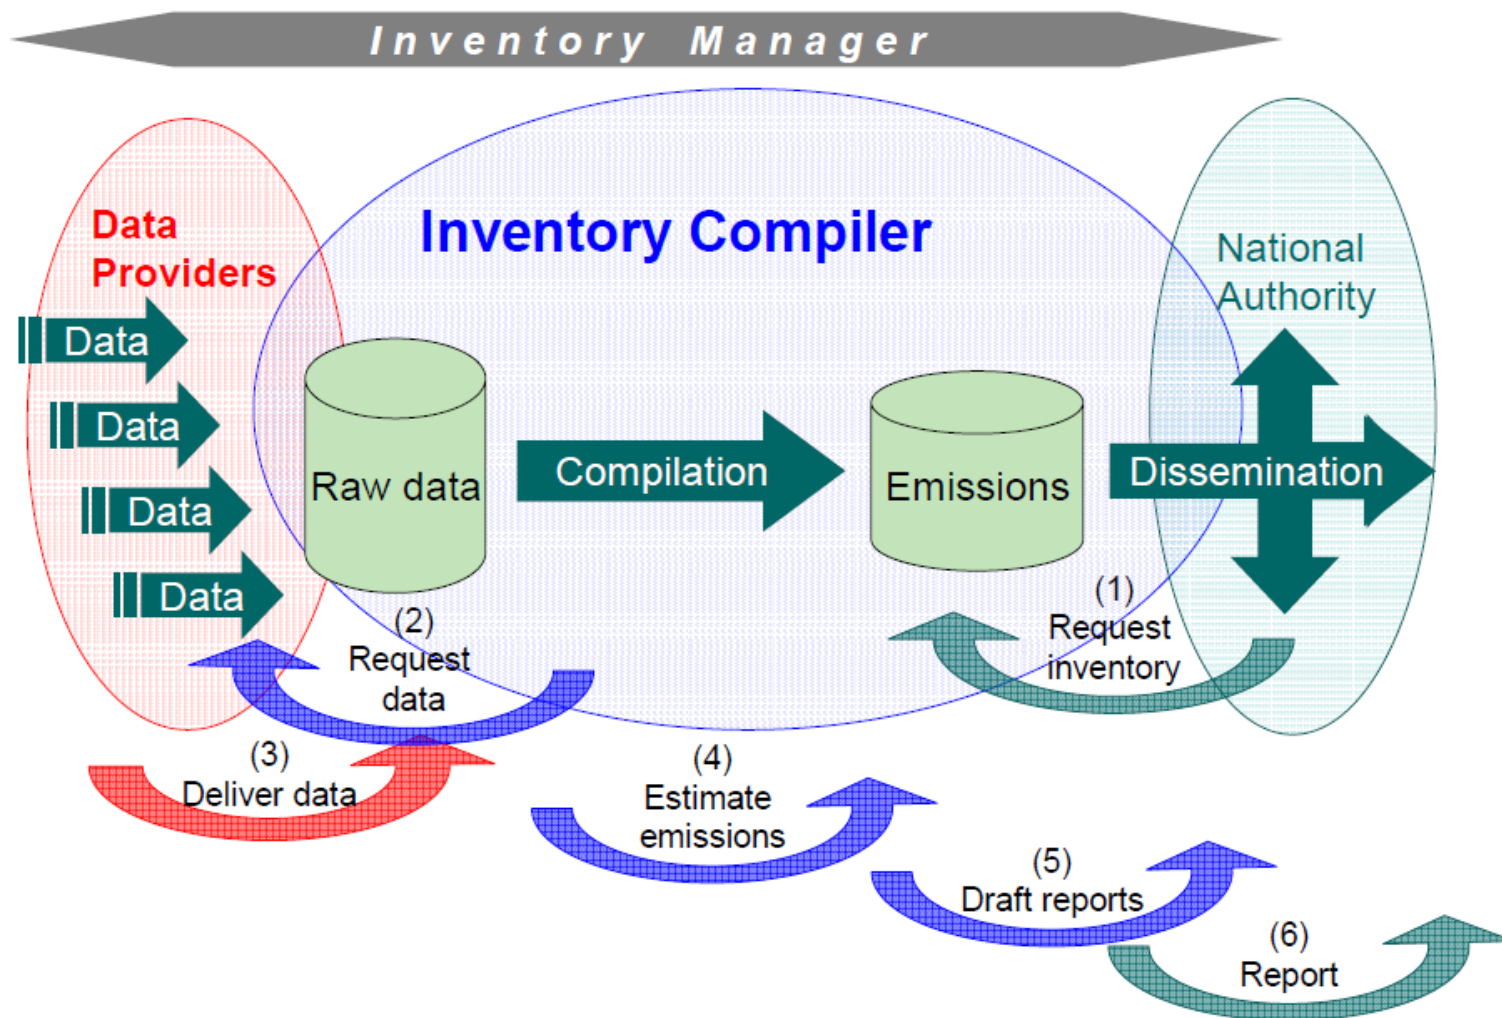 Inventory Manager
Data
Providers
Inventory Compiler
National
Authority
Data
Data
Data
Data
Raw data
Compilation
Emissions
Dissemination
(1)
Request
inventory
(2)
Request
data
(3)
Deliver data
(4)
Estimate
emissions
(5)
Draft reports
(6)
Report